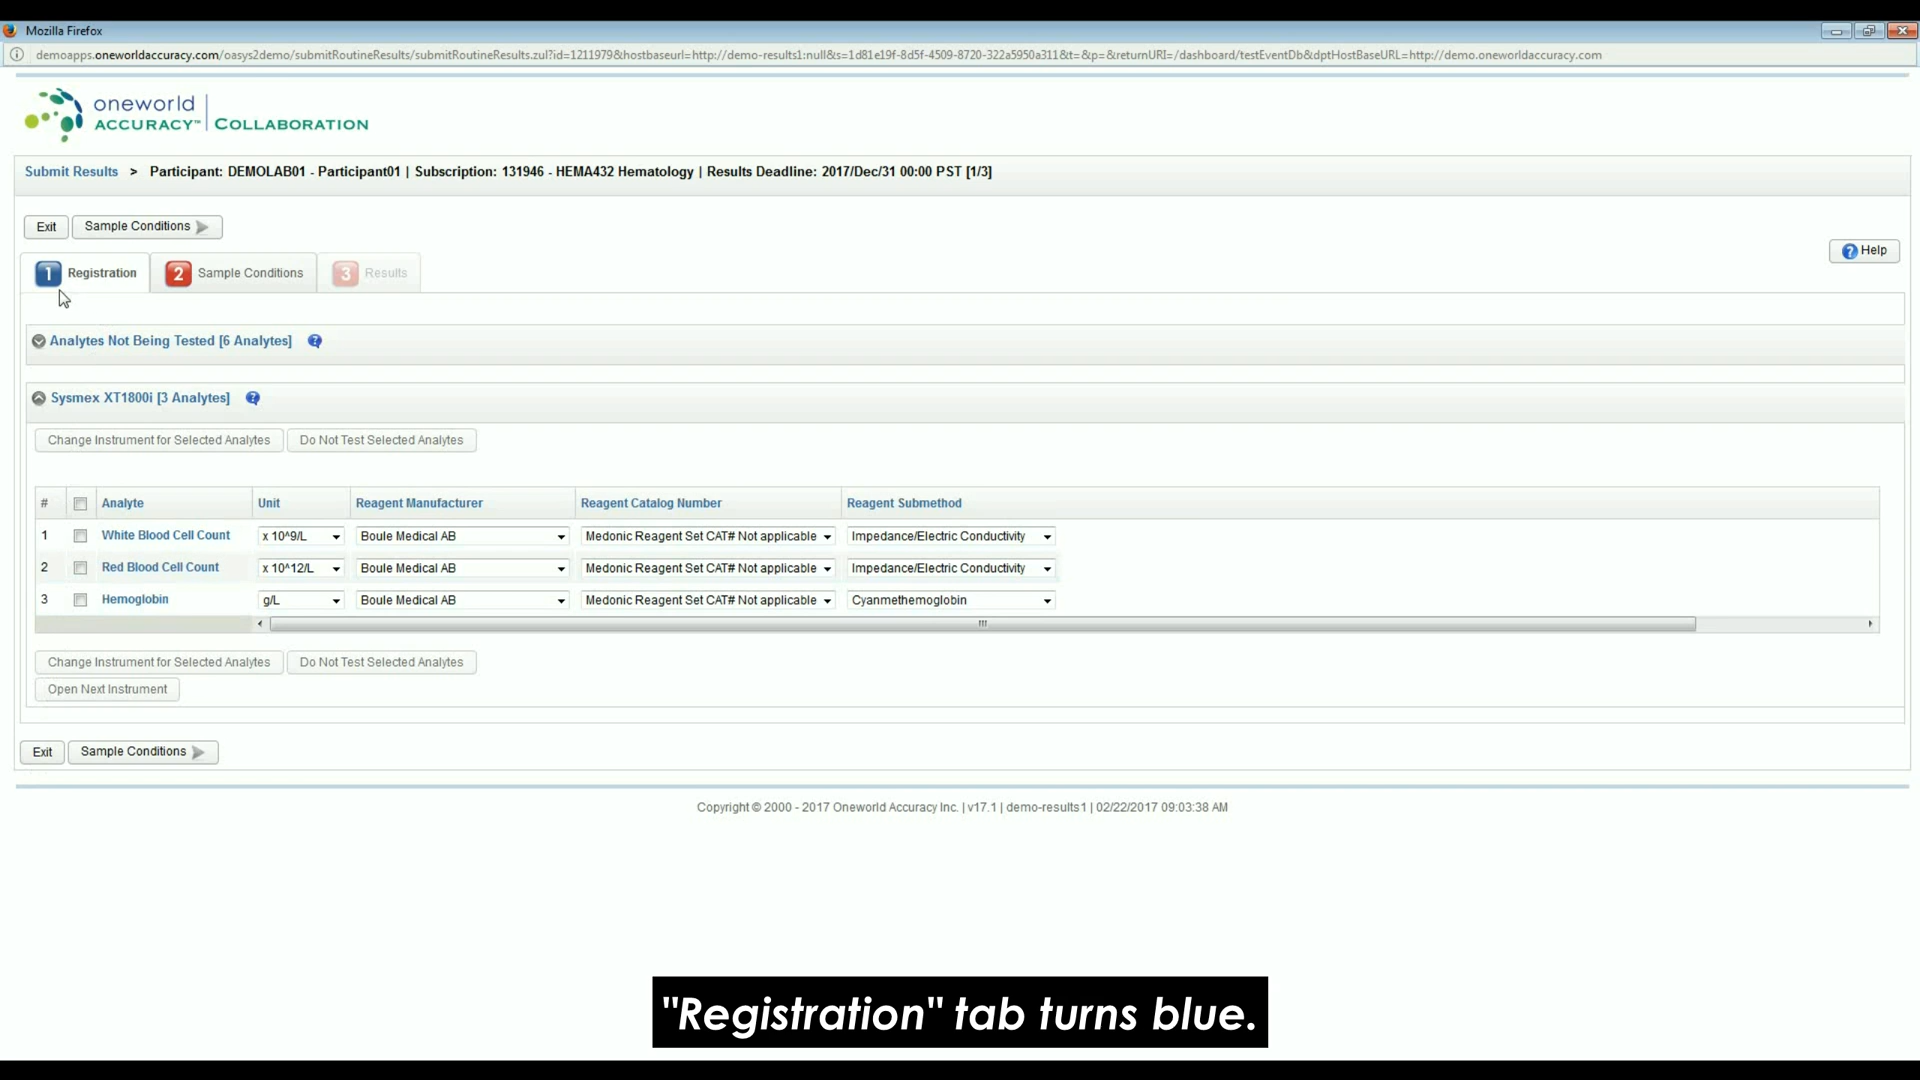 Mozilla Firefox
demoapps.oneworldaccuracy.com/oasys2demo/submitRoutineResults/submitRoutineResults.zul?id=1211979&hostbaseurl=http://demo-results1:null&s=1d81e19f-8d5f-4509-8720-322a5950a311&t=&p=&returnURI=/dashboard/testEventDb&dptHostBaseURL=http://demo.oneworldaccuracy.com
oneworld
ACCURACY™ COLLABORATION
Submit Results > Participant: DEMOLAB01 - Participant01 | Subscription: 131946 - HEMA432 Hematology | Results Deadline: 2017/Dec/31 00:00 PST [1/3]
Exit Sample Conditions
? Help
1 Registration 2 Sample Conditions 3 Results
Analytes Not Being Tested [6 Analytes] ?
Sysmex XT1800i [3 Analytes] ?
Change Instrument for Selected Analytes Do Not Test Selected Analytes
# Analyte Unit Reagent Manufacturer Reagent Catalog Number Reagent Submethod
1 White Blood Cell Count x 10^9/L Boule Medical AB Medonic Reagent Set CAT# Not applicable Impedance/Electric Conductivity
2 Red Blood Cell Count x 10^12/L Boule Medical AB Medonic Reagent Set CAT# Not applicable Impedance/Electric Conductivity
3 Hemoglobin g/L Boule Medical AB Medonic Reagent Set CAT# Not applicable Cyanmethemoglobin
Change Instrument for Selected Analytes Do Not Test Selected Analytes
Open Next Instrument
Exit Sample Conditions
Copyright © 2000 - 2017 Oneworld Accuracy Inc. | v17.1 | demo-results1 | 02/22/2017 09:03:38 AM
"Registration" tab turns blue.